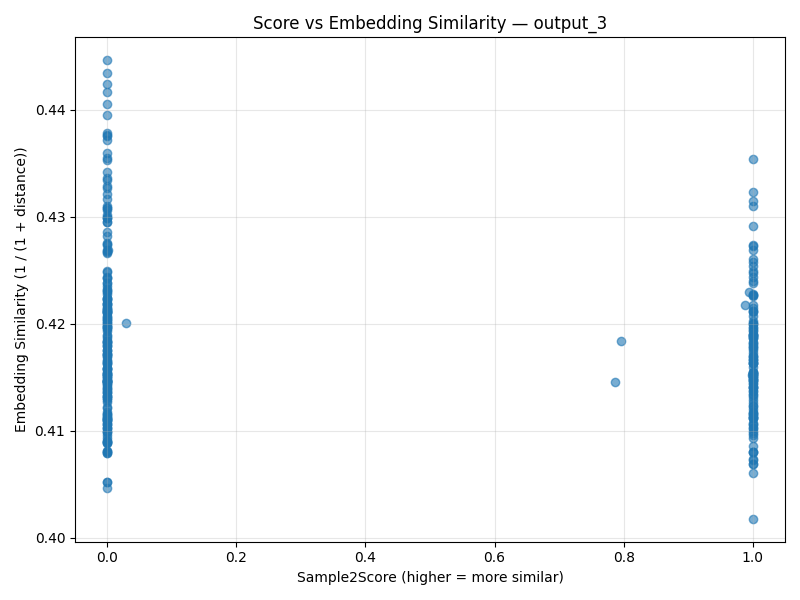 Score vs Embedding Similarity — output_3
Embedding Similarity (1 / (1 + distance))
0.44
0.43
0.42
0.41
0.40
0.0 0.2 0.4 0.6 0.8 1.0
Sample2Score (higher = more similar)